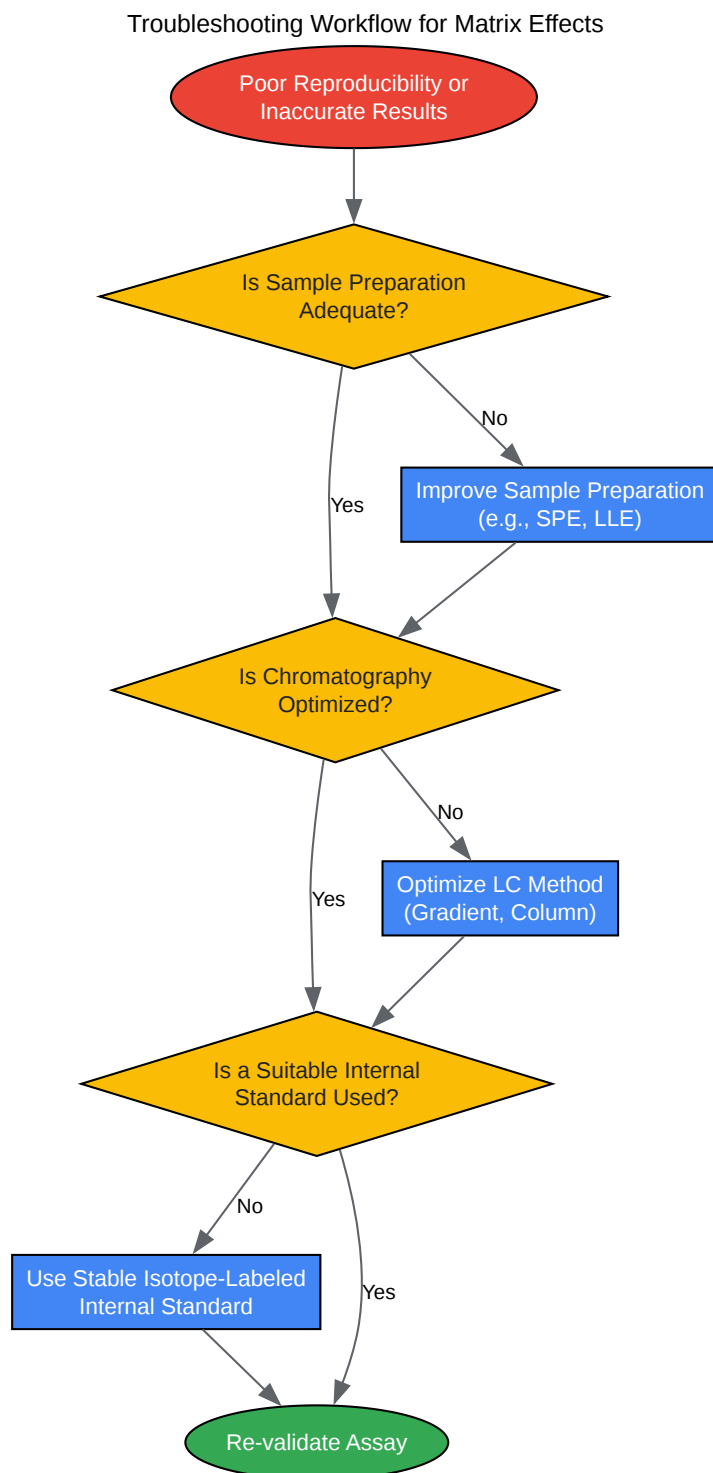 Troubleshooting Workflow for Matrix Effects
Poor Reproducibility or
Inaccurate Results
Is Sample Preparation
Adequate?
No
Improve Sample Preparation
(e.g., SPE, LLE)
Yes
Is Chromatography
Optimized?
No
Optimize LC Method
(Gradient, Column)
Yes
Is a Suitable Internal
Standard Used?
No
Use Stable Isotope-Labeled
Internal Standard
Yes
Re-validate Assay